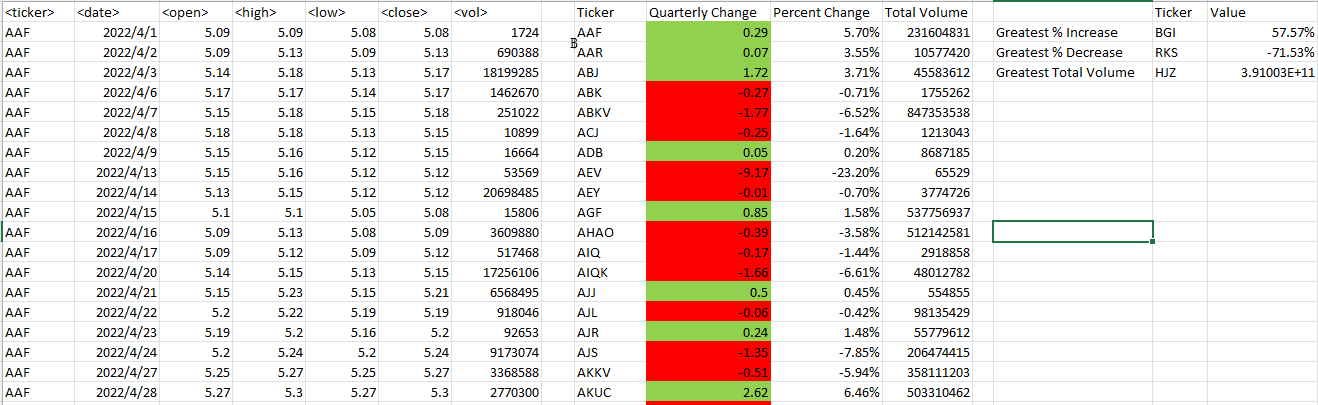 <ticker> <date> <open> <high> <low> <close> <vol> Ticker Quarterly Change Percent Change Total Volume Ticker Value
AAF 2022/4/1 5.09 5.09 5.08 5.08 1724 AAF 0.29 5.70% 231604831 Greatest % Increase BGI 57.57%
AAF 2022/4/2 5.09 5.13 5.09 5.13 690388 AAR 0.07 3.55% 10577420 Greatest % Decrease RKS -71.53%
AAF 2022/4/3 5.14 5.18 5.13 5.17 18199285 ABJ 1.72 3.71% 45583612 Greatest Total Volume HJZ 3.91003E+11
AAF 2022/4/6 5.17 5.17 5.14 5.17 1462670 ABK -0.27 -0.71% 1755262
AAF 2022/4/7 5.15 5.18 5.15 5.18 251022 ABKV -1.77 -6.52% 847353538
AAF 2022/4/8 5.18 5.18 5.13 5.15 10899 ACJ -0.25 -1.64% 1213043
AAF 2022/4/9 5.15 5.16 5.12 5.15 16664 ADB 0.05 0.20% 8687185
AAF 2022/4/13 5.15 5.16 5.12 5.12 53569 AEV -9.17 -23.20% 65529
AAF 2022/4/14 5.13 5.15 5.12 5.12 20698485 AEY -0.01 -0.70% 3774726
AAF 2022/4/15 5.1 5.1 5.05 5.08 15806 AGF 0.85 1.58% 537756937
AAF 2022/4/16 5.09 5.13 5.08 5.09 3609880 AHAO -0.39 -3.58% 512142581
AAF 2022/4/17 5.09 5.12 5.09 5.12 517468 AIQ -0.17 -1.44% 2918858
AAF 2022/4/20 5.14 5.15 5.13 5.15 17256106 AIQK -1.66 -6.61% 48012782
AAF 2022/4/21 5.15 5.23 5.15 5.21 6568495 AJJ 0.5 0.45% 554855
AAF 2022/4/22 5.2 5.22 5.19 5.19 918046 AJL -0.06 -0.42% 98135429
AAF 2022/4/23 5.19 5.2 5.16 5.2 92653 AJR 0.24 1.48% 55779612
AAF 2022/4/24 5.2 5.24 5.2 5.24 9173074 AJS -1.35 -7.85% 206474415
AAF 2022/4/27 5.25 5.27 5.25 5.27 3368588 AKKV -0.51 -5.94% 358111203
AAF 2022/4/28 5.27 5.3 5.27 5.3 2770300 AKUC 2.62 6.46% 503310462